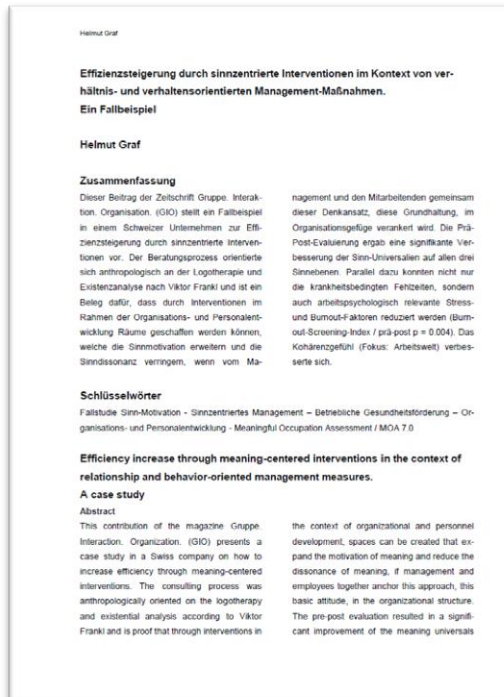 Helmut Graf
Effizienzsteigerung durch sinnzentrierte Interventionen im Kontext von ver-
hältnis- und verhaltensorientierten Management-Maßnahmen.
Ein Fallbeispiel
Helmut Graf
Zusammenfassung
Dieser Beitrag der Zeitschrift Gruppe. Interak-
tion. Organisation. (GIO) stellt ein Fallbeispiel
in einem Schweizer Unternehmen zur Effi-
zienzsteigerung durch sinnzentrierte Interven-
tionen vor. Der Beratungsprozess orientierte
sich anthropologisch an der Logotherapie und
Existenzanalyse nach Viktor Frankl und ist ein
Beleg dafür, dass durch Interventionen im
Rahmen der Organisations- und Personalent-
wicklung Räume geschaffen werden können,
welche die Sinnmotivation erweitern und die
Sinndissonanz verringern, wenn vom Ma-
nagement und den Mitarbeitenden gemeinsam
dieser Denkansatz, diese Grundhaltung, im
Organisationsgefüge verankert wird. Die Prä-
Post-Evaluierung ergab eine signifikante Ver-
besserung der Sinn-Universalien auf allen drei
Sinnebenen. Parallel dazu konnten nicht nur
die krankheitsbedingten Fehlzeiten, sondern
auch arbeitspsychologisch relevante Stress-
und Burnout-Faktoren reduziert werden (Burn-
out-Screening-Index / prä-post p = 0.004). Das
Kohärenzgefühl (Fokus: Arbeitswelt) verbes-
serte sich.
Schlüsselwörter
Fallstudie Sinn-Motivation - Sinnzentriertes Management – Betriebliche Gesundheitsförderung – Or-
ganisations- und Personalentwicklung - Meaningful Occupation Assessment / MOA 7.0
Efficiency increase through meaning-centered interventions in the context of
relationship and behavior-oriented management measures.
A case study
Abstract
This contribution of the magazine Gruppe.
Interaction. Organization. (GIO) presents a
case study in a Swiss company on how to
increase efficiency through meaning-centered
interventions. The consulting process was
anthropologically oriented on the logotherapy
and existential analysis according to Viktor
Frankl and is proof that through interventions in
the context of organizational and personnel
development, spaces can be created that ex-
pand the motivation of meaning and reduce the
dissonance of meaning, if management and
employees together anchor this approach, this
basic attitude, in the organizational structure.
The pre-post evaluation resulted in a signifi-
cant improvement of the meaning universals